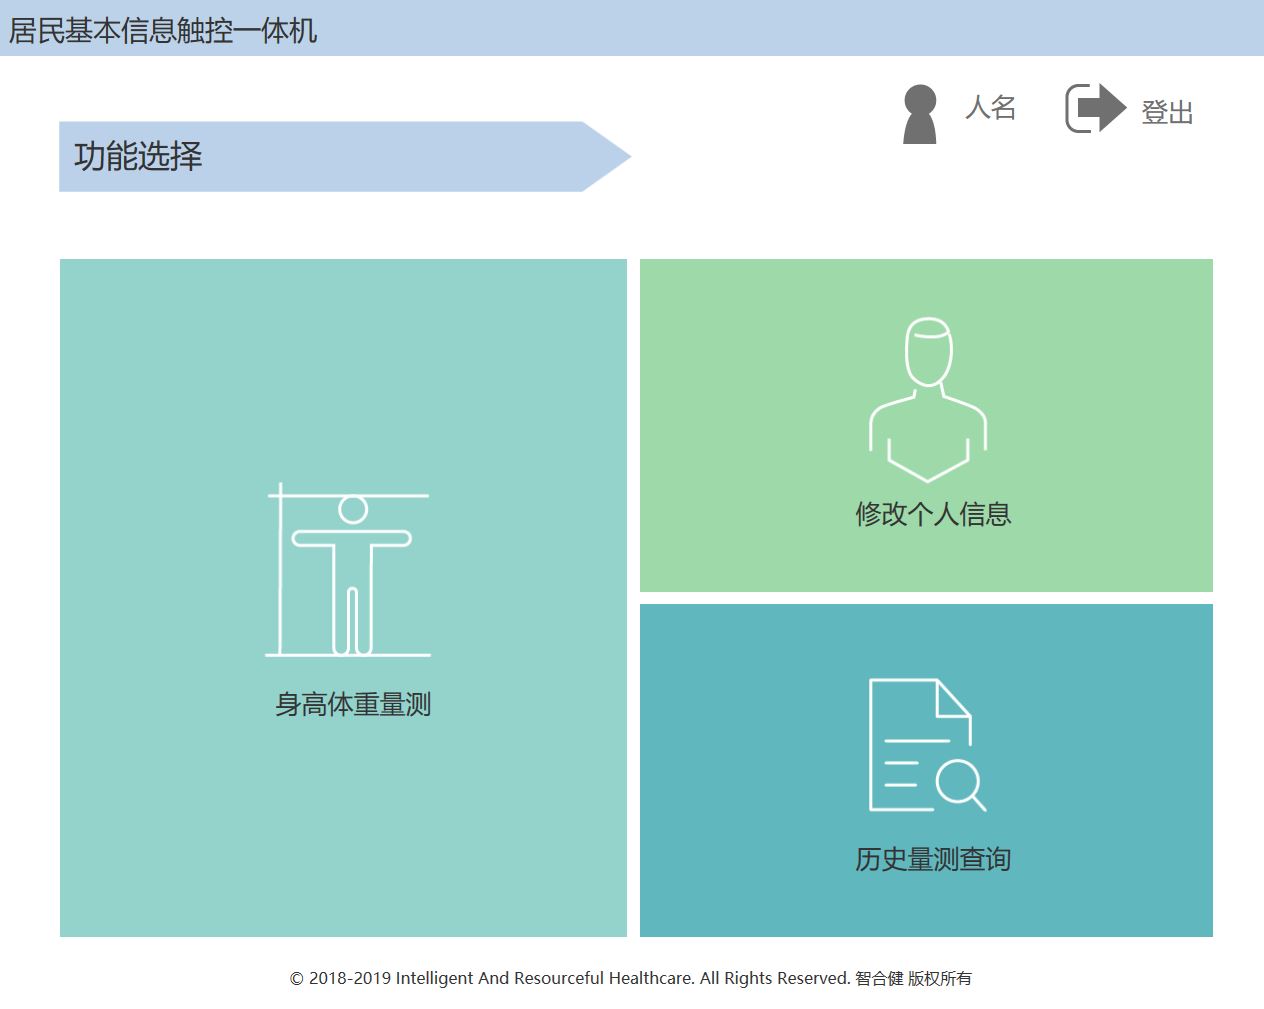 居民基本信息触控一体机
人名
登出
功能选择
身高体重量测
修改个人信息
历史量测查询
© 2018-2019 Intelligent And Resourceful Healthcare. All Rights Reserved. 智合健 版权所有